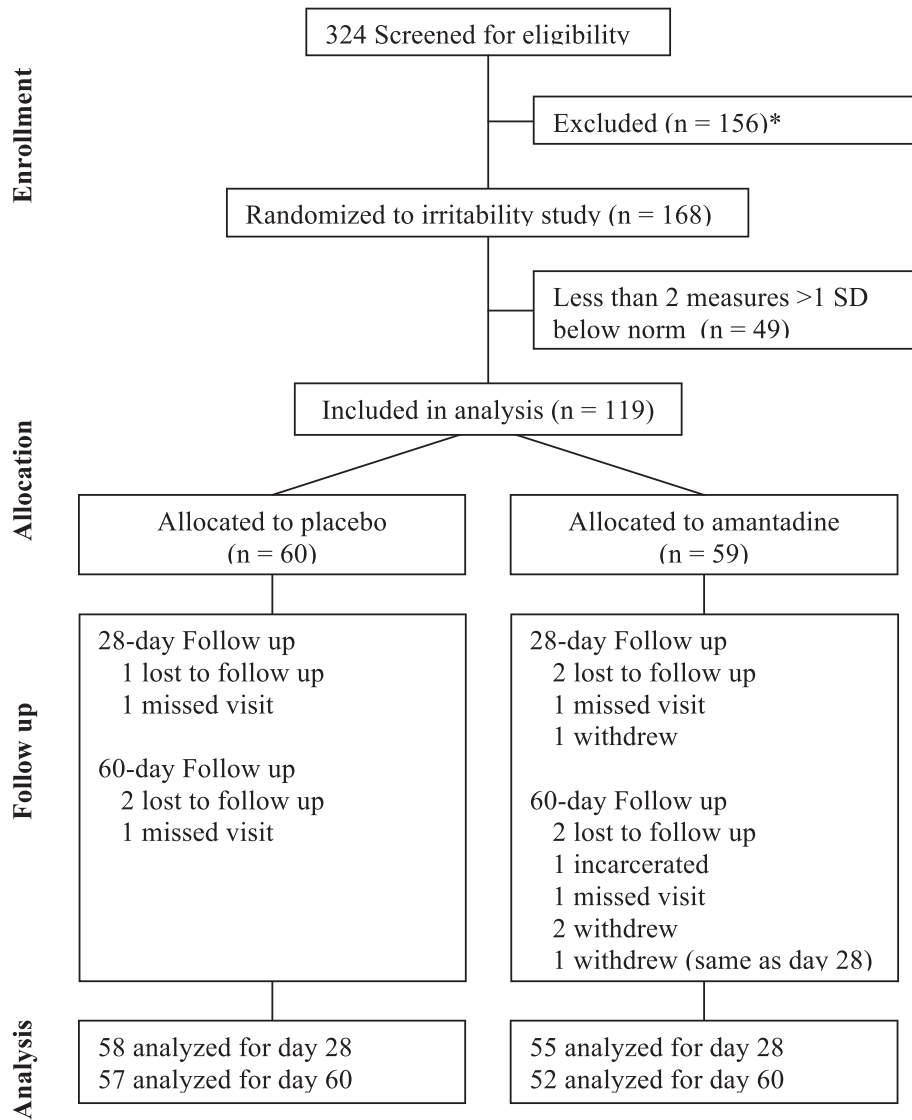 324 Screened for eligibility
Enrollment
Excluded (n = 156)*
Randomized to irritability study (n = 168)
Less than 2 measures >1 SD
below norm  (n = 49)
Included in analysis (n = 119)
Allocation
Allocated to placebo
(n = 60)
Allocated to amantadine
(n = 59)
Follow up
28-day Follow up
1 lost to follow up
1 missed visit
60-day Follow up
2 lost to follow up
1 missed visit
28-day Follow up
2 lost to follow up
1 missed visit
1 withdrew
60-day Follow up
2 lost to follow up
1 incarcerated
1 missed visit
2 withdrew
1 withdrew (same as day 28)
Analysis
58 analyzed for day 28
57 analyzed for day 60
55 analyzed for day 28
52 analyzed for day 60